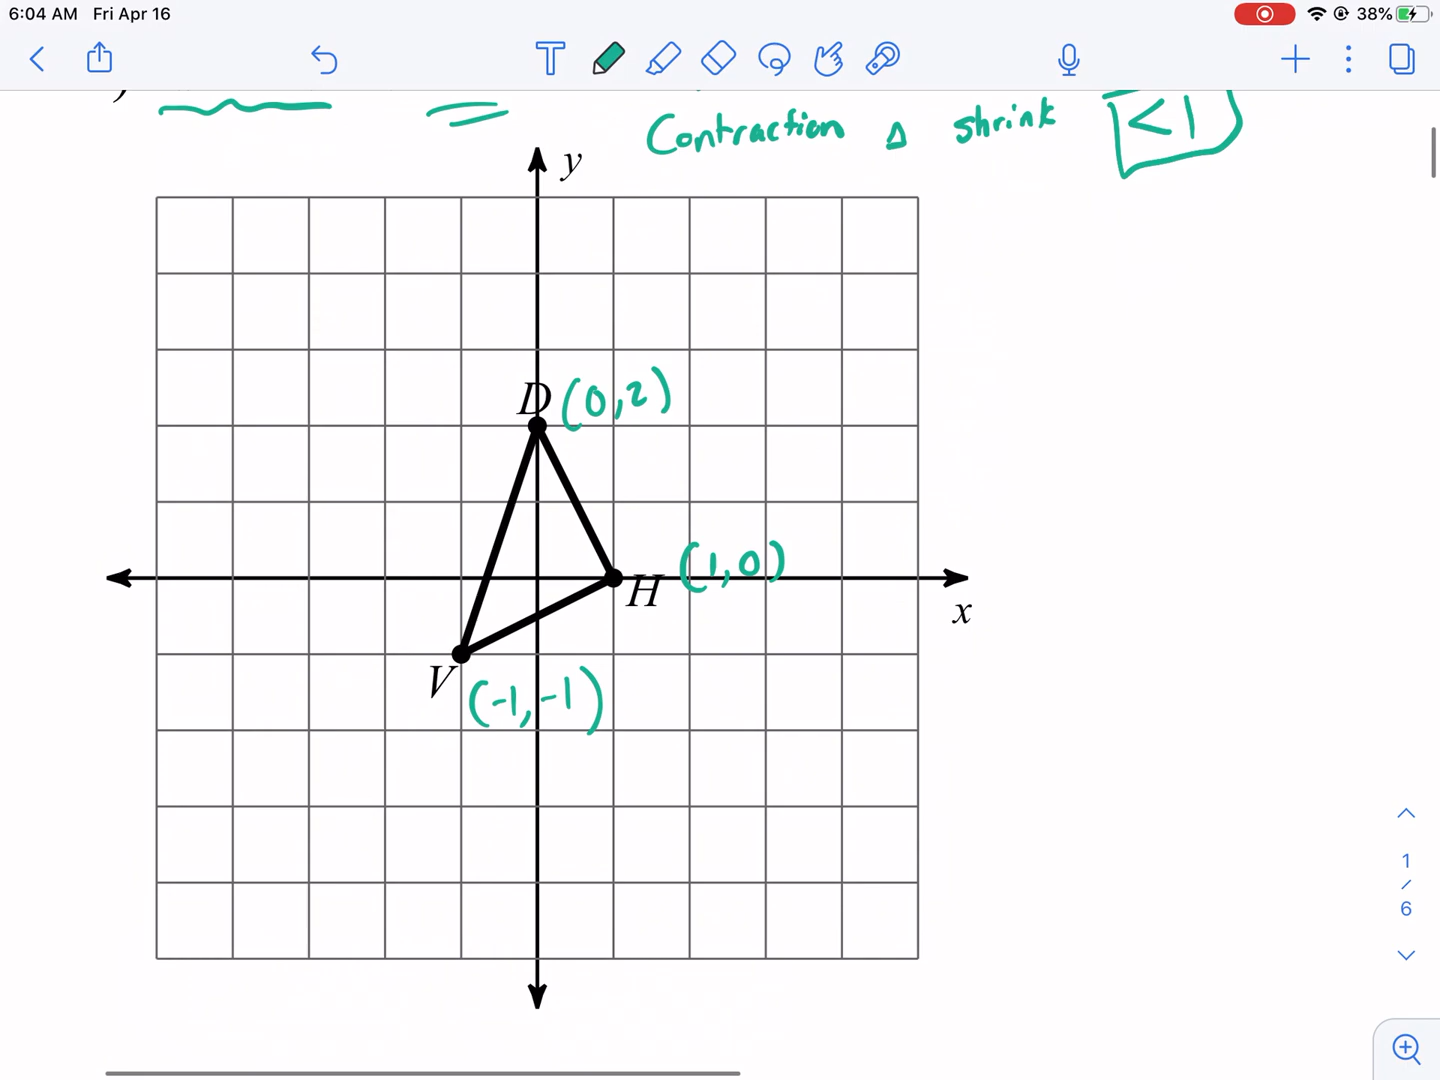 6:04 AM Fri Apr 16 38%
T
)
Contraction Δ shrink <1
y
D (0,2)
H (1,0)
x
V (-1,-1)
1
/
6